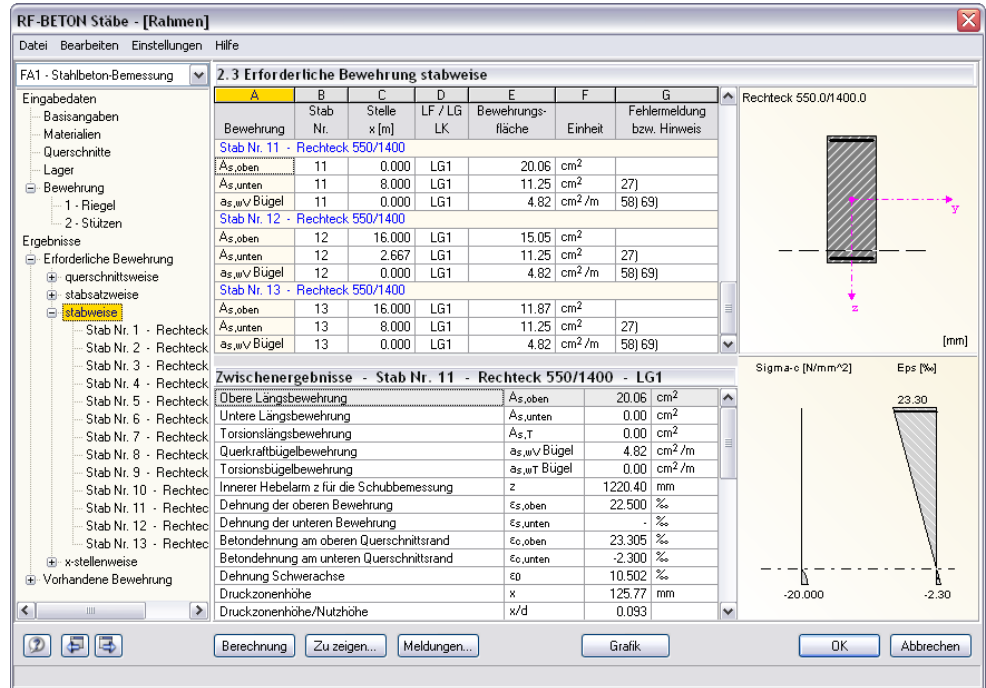 RF-BETON Stäbe - [Rahmen]
Datei Bearbeiten Einstellungen Hilfe
FA1 - Stahlbeton-Bemessung
Eingabedaten
Basisangaben
Materialien
Querschnitte
Lager
Bewehrung
1 - Riegel
2 - Stützen
Ergebnisse
Erforderliche Bewehrung
querschnittsweise
stabsatzweise
stabweise
Stab Nr. 1 - Rechteck
Stab Nr. 2 - Rechteck
Stab Nr. 3 - Rechteck
Stab Nr. 4 - Rechteck
Stab Nr. 5 - Rechteck
Stab Nr. 6 - Rechteck
Stab Nr. 7 - Rechteck
Stab Nr. 8 - Rechteck
Stab Nr. 9 - Rechteck
Stab Nr. 10 - Rechtec
Stab Nr. 11 - Rechtec
Stab Nr. 12 - Rechtec
Stab Nr. 13 - Rechtec
x-stellenweise
Vorhandene Bewehrung
2.3 Erforderliche Bewehrung stabweise
A B C D E F G
Stab Stelle LF / LG Bewehrungs- Fehlermeldung
Bewehrung Nr. x [m] LK fläche Einheit bzw. Hinweis
Stab Nr. 11 - Rechteck 550/1400
As,oben 11 0.000 LG1 20.06 cm²
As,unten 11 8.000 LG1 11.25 cm² 27)
as,wV Bügel 11 0.000 LG1 4.82 cm²/m 58) 69)
Stab Nr. 12 - Rechteck 550/1400
As,oben 12 16.000 LG1 15.05 cm²
As,unten 12 2.667 LG1 11.25 cm² 27)
as,wV Bügel 12 0.000 LG1 4.82 cm²/m 58) 69)
Stab Nr. 13 - Rechteck 550/1400
As,oben 13 16.000 LG1 11.87 cm²
As,unten 13 8.000 LG1 11.25 cm² 27)
as,wV Bügel 13 0.000 LG1 4.82 cm²/m 58) 69)
Rechteck 550.0/1400.0
y
z
[mm]
Zwischenergebnisse - Stab Nr. 11 - Rechteck 550/1400 - LG1
Obere Längsbewehrung As,oben 20.06 cm²
Untere Längsbewehrung As,unten 0.00 cm²
Torsionslängsbewehrung As,T 0.00 cm²
Querkraftbügelbewehrung as,wV Bügel 4.82 cm²/m
Torsionsbügelbewehrung as,wT Bügel 0.00 cm²/m
Innerer Hebelarm z für die Schubbemessung z 1220.40 mm
Dehnung der oberen Bewehrung εs,oben 22.500 ‰
Dehnung der unteren Bewehrung εs,unten - ‰
Betondehnung am oberen Querschnittsrand εc,oben 23.305 ‰
Betondehnung am unteren Querschnittsrand εc,unten -2.300 ‰
Dehnung Schwerachse ε0 10.502 ‰
Druckzonenhöhe x 125.77 mm
Druckzonenhöhe/Nutzhöhe x/d 0.093
Sigma-c [N/mm^2] Eps [‰]
23.30
-20.000 -2.30
Berechnung Zu zeigen... Meldungen... Grafik OK Abbrechen